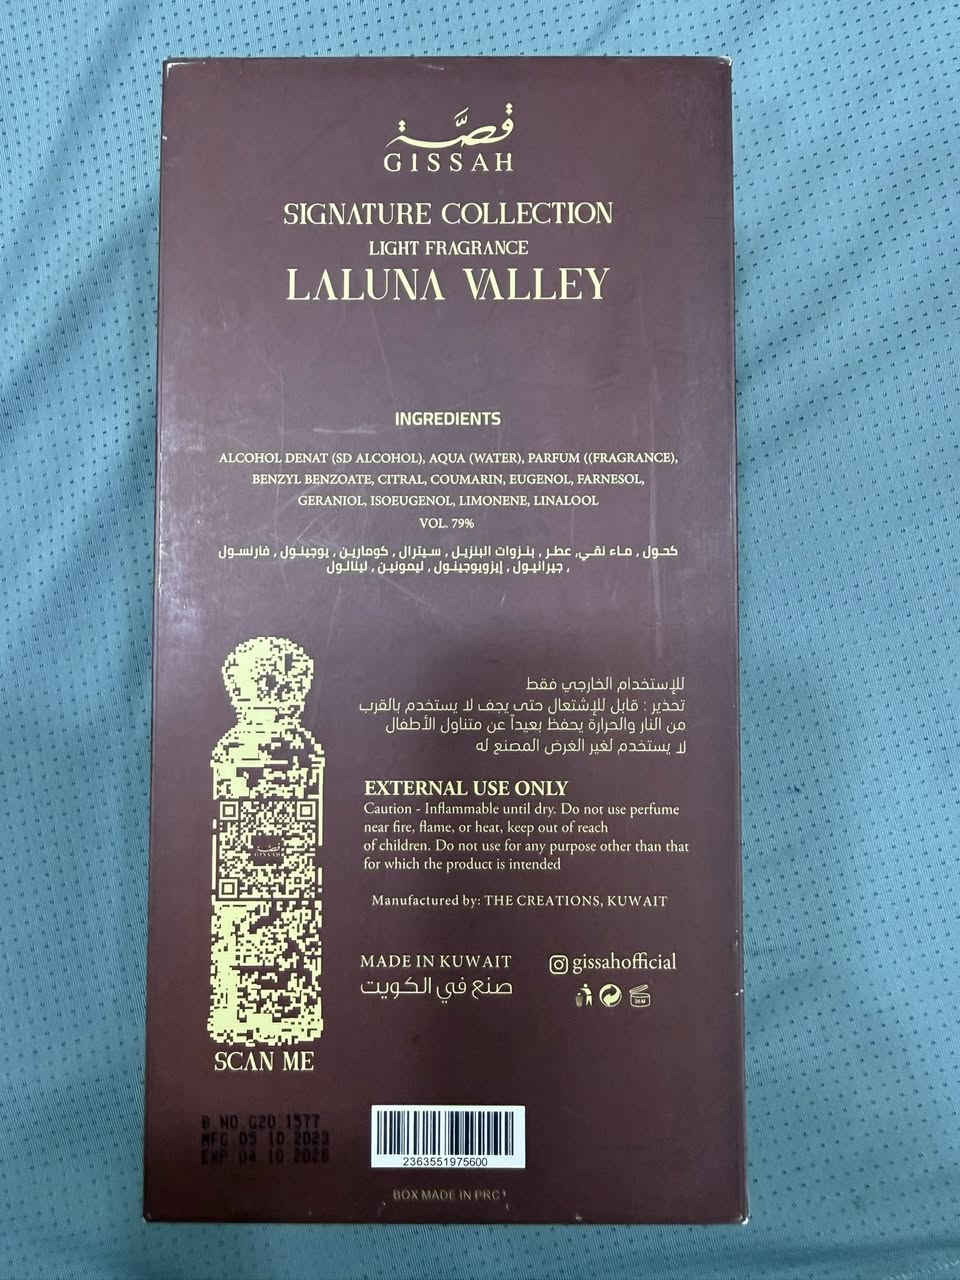 قصّة
GISSAH
SIGNATURE COLLECTION
LIGHT FRAGRANCE
LALUNA VALLEY
INGREDIENTS
ALCOHOL DENAT (SD ALCOHOL), AQUA (WATER), PARFUM ((FRAGRANCE),
BENZYL BENZOATE, CITRAL, COUMARIN, EUGENOL, FARNESOL,
GERANIOL, ISOEUGENOL, LIMONENE, LINALOOL
VOL. 79%
كحول , ماء نقي, عطر , بنزوات البنزيل , سيترال , كومارين , يوجينول , فارنسول
, جيرانيول , إيزويوجينول , ليمونين , لينالول
للإستخدام الخارجي فقط
تحذير : قابل للإشتعال حتى يجف لا يستخدم بالقرب
من النار والحرارة يحفظ بعيداً عن متناول الأطفال
لا يستخدم لغير الغرض المصنع له
EXTERNAL USE ONLY
Caution - Inflammable until dry. Do not use perfume
near fire, flame, or heat, keep out of reach
of children. Do not use for any purpose other than that
for which the product is intended
Manufactured by: THE CREATIONS, KUWAIT
GISSAH
MADE IN KUWAIT
gissahofficial
صنع في الكويت
SCAN ME
B NO G20 1577
MFG 05 10 2023
EXP 04 10 2028
2363551975600
BOX MADE IN PRC